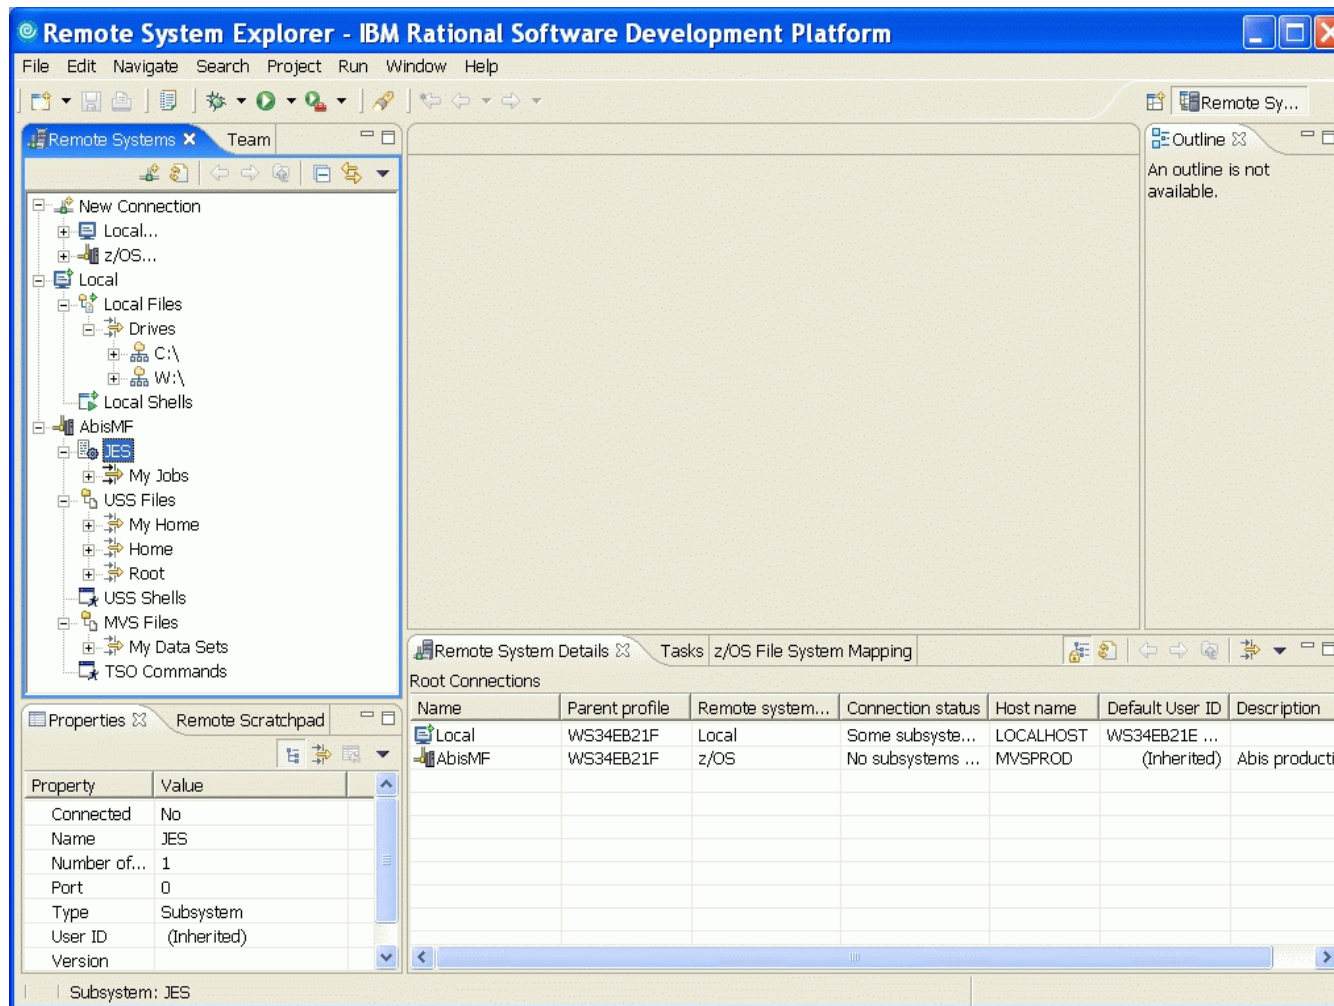 Remote System Explorer - IBM Rational Software Development Platform
File Edit Navigate Search Project Run Window Help
Remote Sy...
Remote Systems Team
New Connection
Local...
z/OS...
Local
Local Files
Drives
C:\
W:\
Local Shells
AbisMF
JES
My Jobs
USS Files
My Home
Home
Root
USS Shells
MVS Files
My Data Sets
TSO Commands
Outline
An outline is not
available.
Properties Remote Scratchpad
Property Value
Connected No
Name JES
Number of... 1
Port 0
Type Subsystem
User ID (Inherited)
Version
Remote System Details Tasks z/OS File System Mapping
Root Connections
Name Parent profile Remote system... Connection status Host name Default User ID Description
Local WS34EB21F Local Some subsyste... LOCALHOST WS34EB21E ...
AbisMF WS34EB21F z/OS No subsystems ... MVSPROD (Inherited) Abis producti
Subsystem: JES